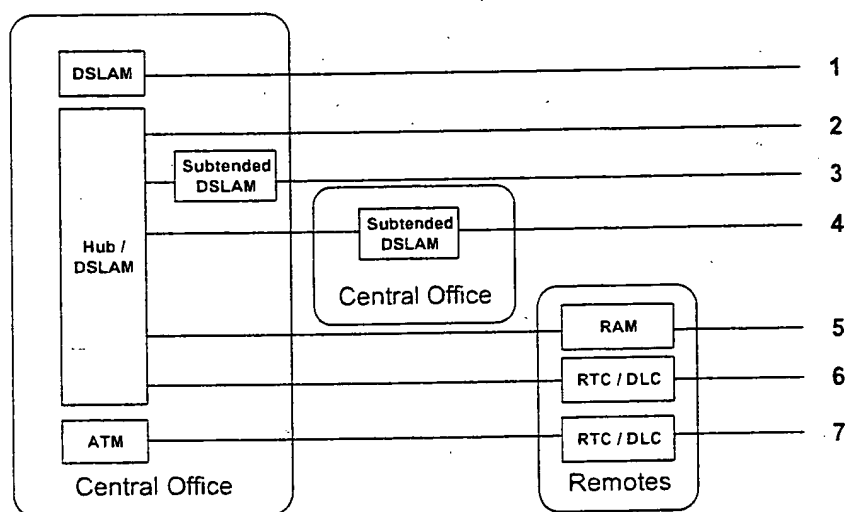 DSLAM
1
2
Subtended
DSLAM
3
Subtended
DSLAM
4
Hub /
DSLAM
Central Office
RAM
5
RTC / DLC
6
ATM
RTC / DLC
7
Central Office
Remotes